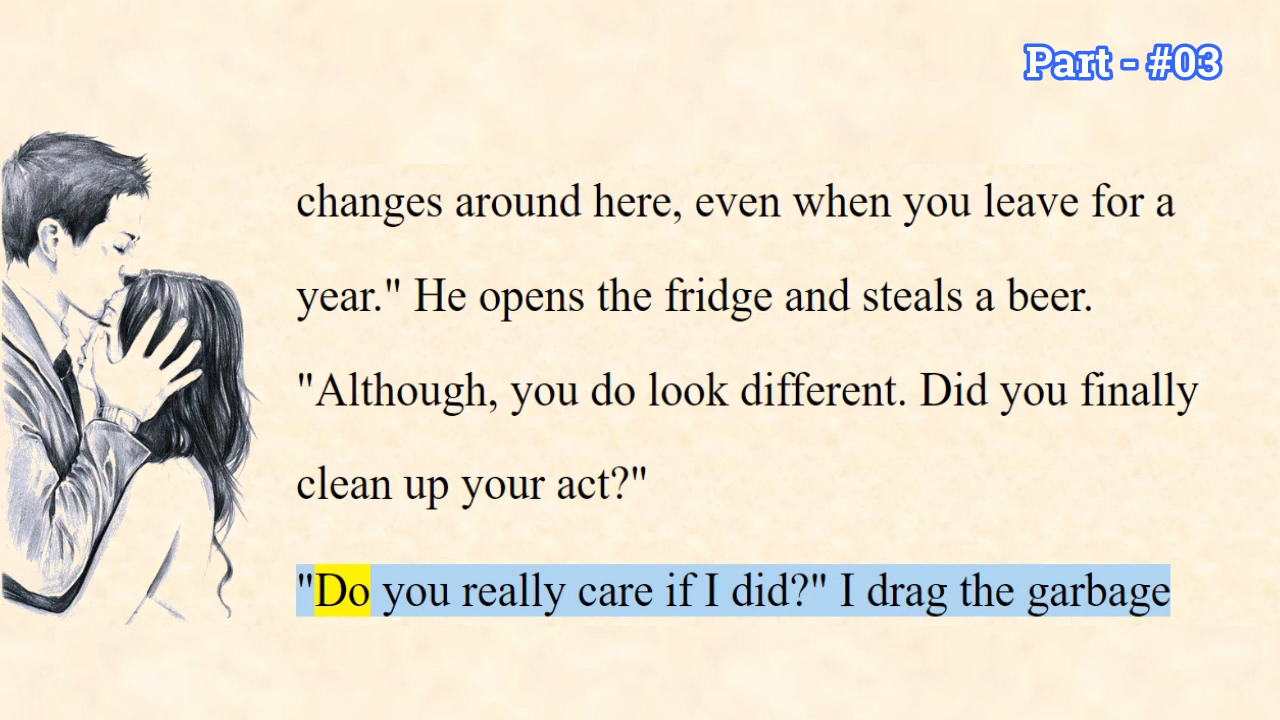 Part - #03
changes around here, even when you leave for a
year." He opens the fridge and steals a beer.
"Although, you do look different. Did you finally
clean up your act?"
"Do you really care if I did?" I drag the garbage